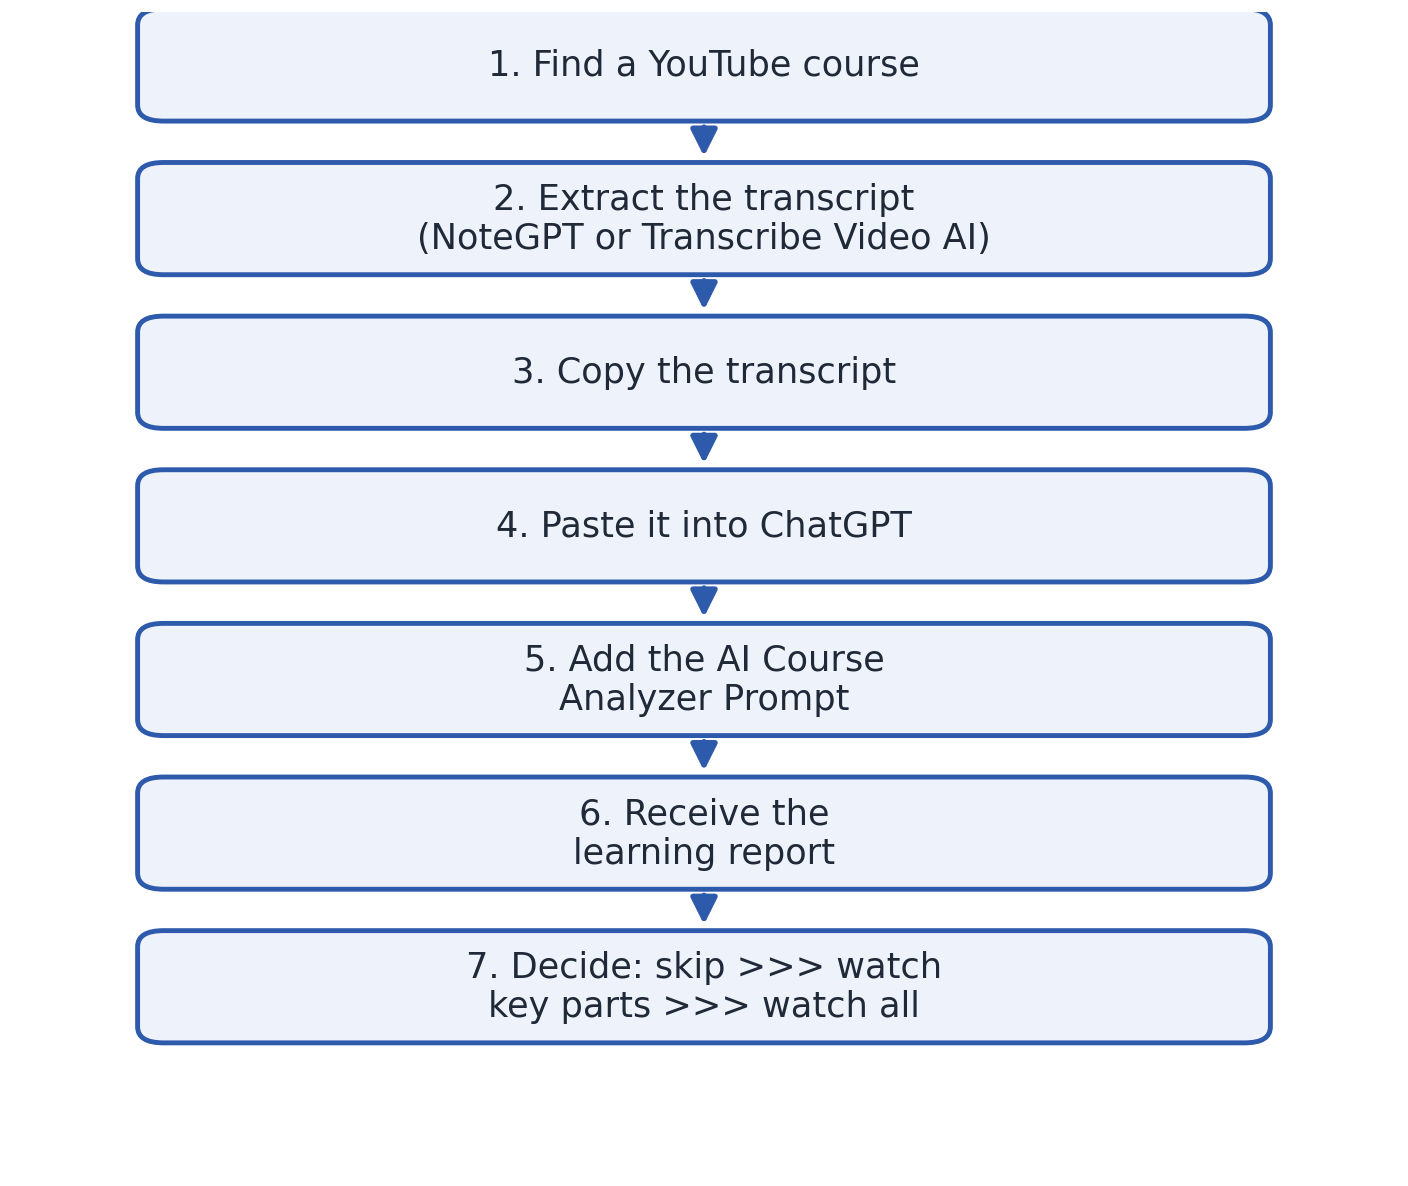 1. Find a YouTube course
2. Extract the transcript
(NoteGPT or Transcribe Video AI)
3. Copy the transcript
4. Paste it into ChatGPT
5. Add the AI Course
Analyzer Prompt
6. Receive the
learning report
7. Decide: skip >>> watch
key parts >>> watch all